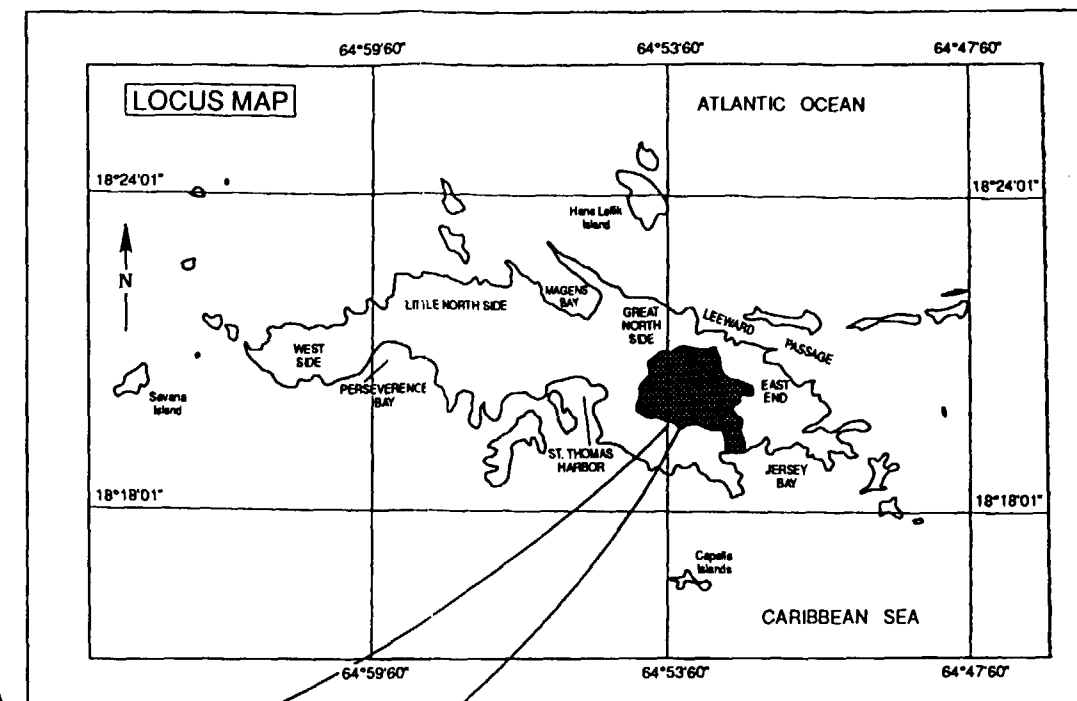 64°59'60" 64°53'60" 64°47'60"
LOCUS MAP
ATLANTIC OCEAN
18°24'01" 18°24'01"
Hans Lollik
Island
N
MAGENS
BAY
LITTLE NORTH SIDE
GREAT
NORTH
SIDE
LEEWARD
PASSAGE
WEST
SIDE
PERSEVERENCE
BAY
EAST
END
Savana
Island
ST. THOMAS
HARBOR
JERSEY
BAY
18°18'01" 18°18'01"
Capella
Islands
CARIBBEAN SEA
64°59'60" 64°53'60" 64°47'60"